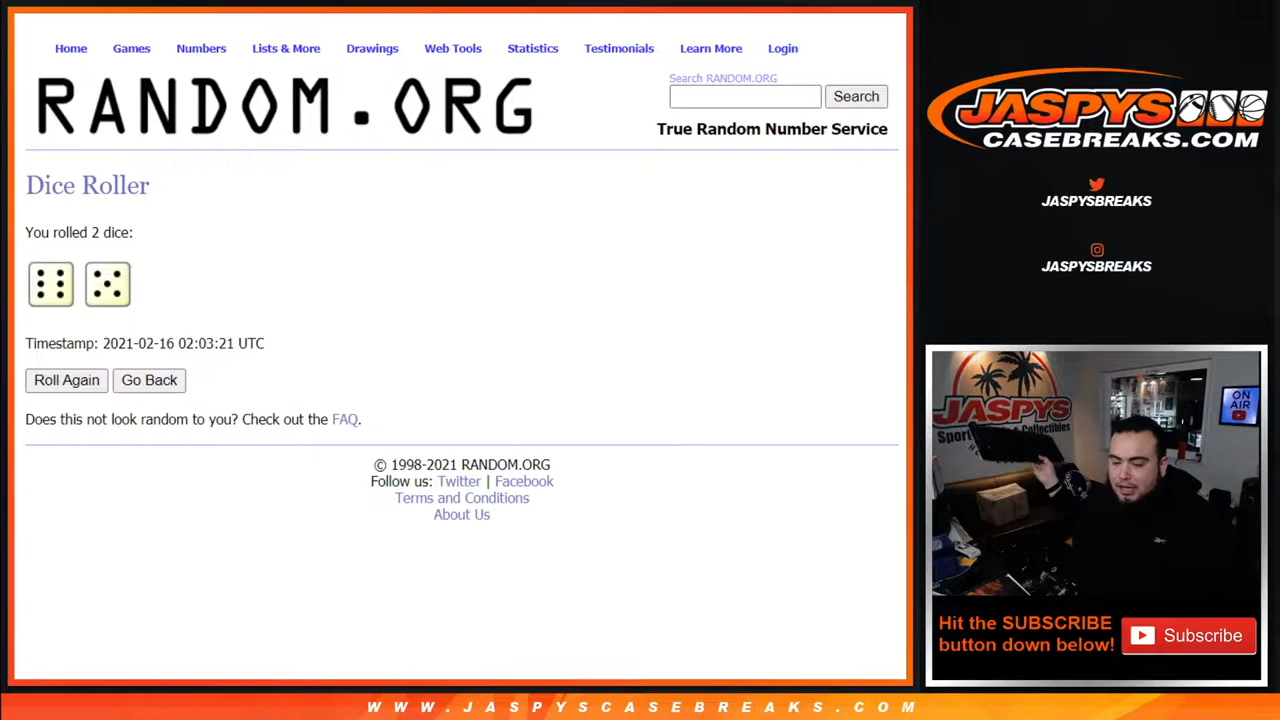 Home Games Numbers Lists & More Drawings Web Tools Statistics Testimonials Learn More Login
RANDOM.ORG
Search RANDOM.ORG
Search
True Random Number Service
Dice Roller
You rolled 2 dice:
Timestamp: 2021-02-16 02:03:21 UTC
Roll Again Go Back
Does this not look random to you? Check out the FAQ.
© 1998-2021 RANDOM.ORG
Follow us: Twitter | Facebook
Terms and Conditions
About Us
JASPYS
CASEBREAKS.COM
JASPYSBREAKS
JASPYSBREAKS
JASPYS
ON
AIR
Hit the SUBSCRIBE
button down below!
Subscribe
WWW.JASPYSCASEBREAKS.COM